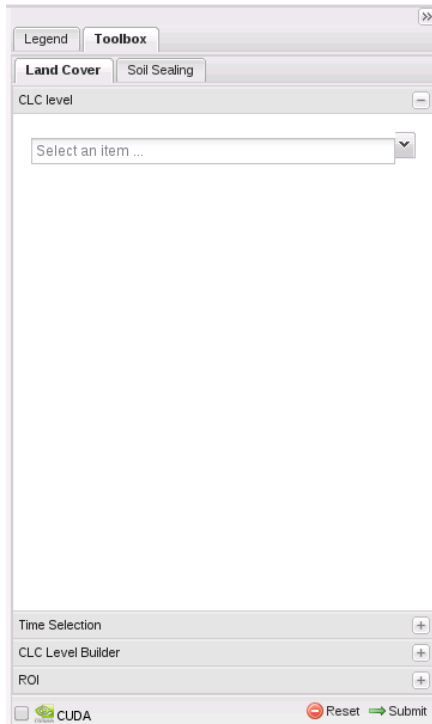 Legend Toolbox
Land Cover Soil Sealing
CLC level
Select an item ...
Time Selection
CLC Level Builder
ROI
CUDA Reset Submit